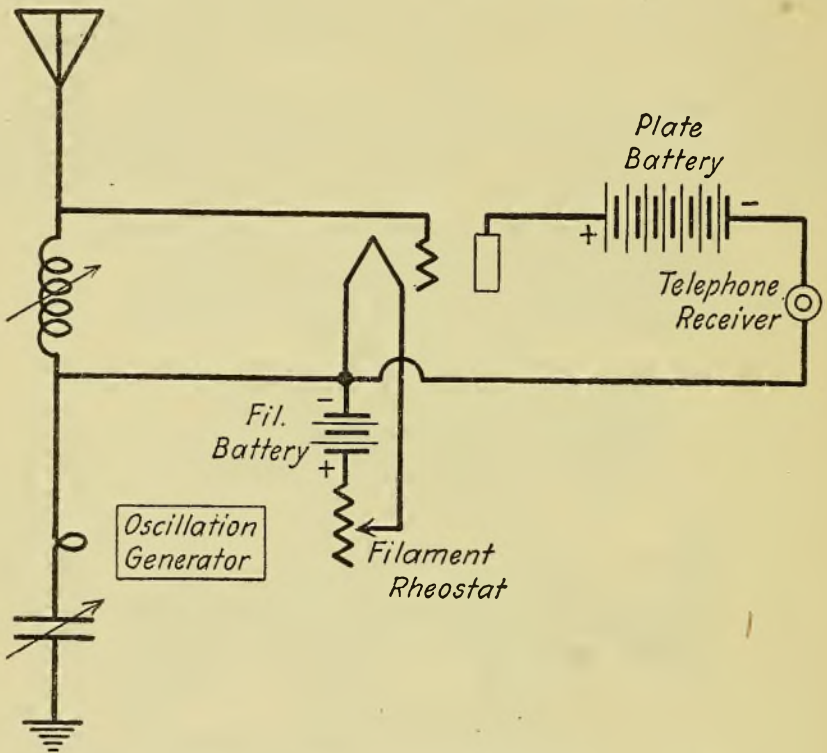 Plate
Battery
+
-
Telephone
Receiver
-
Fil.
Battery
+
Oscillation
Generator
Filament
Rheostat